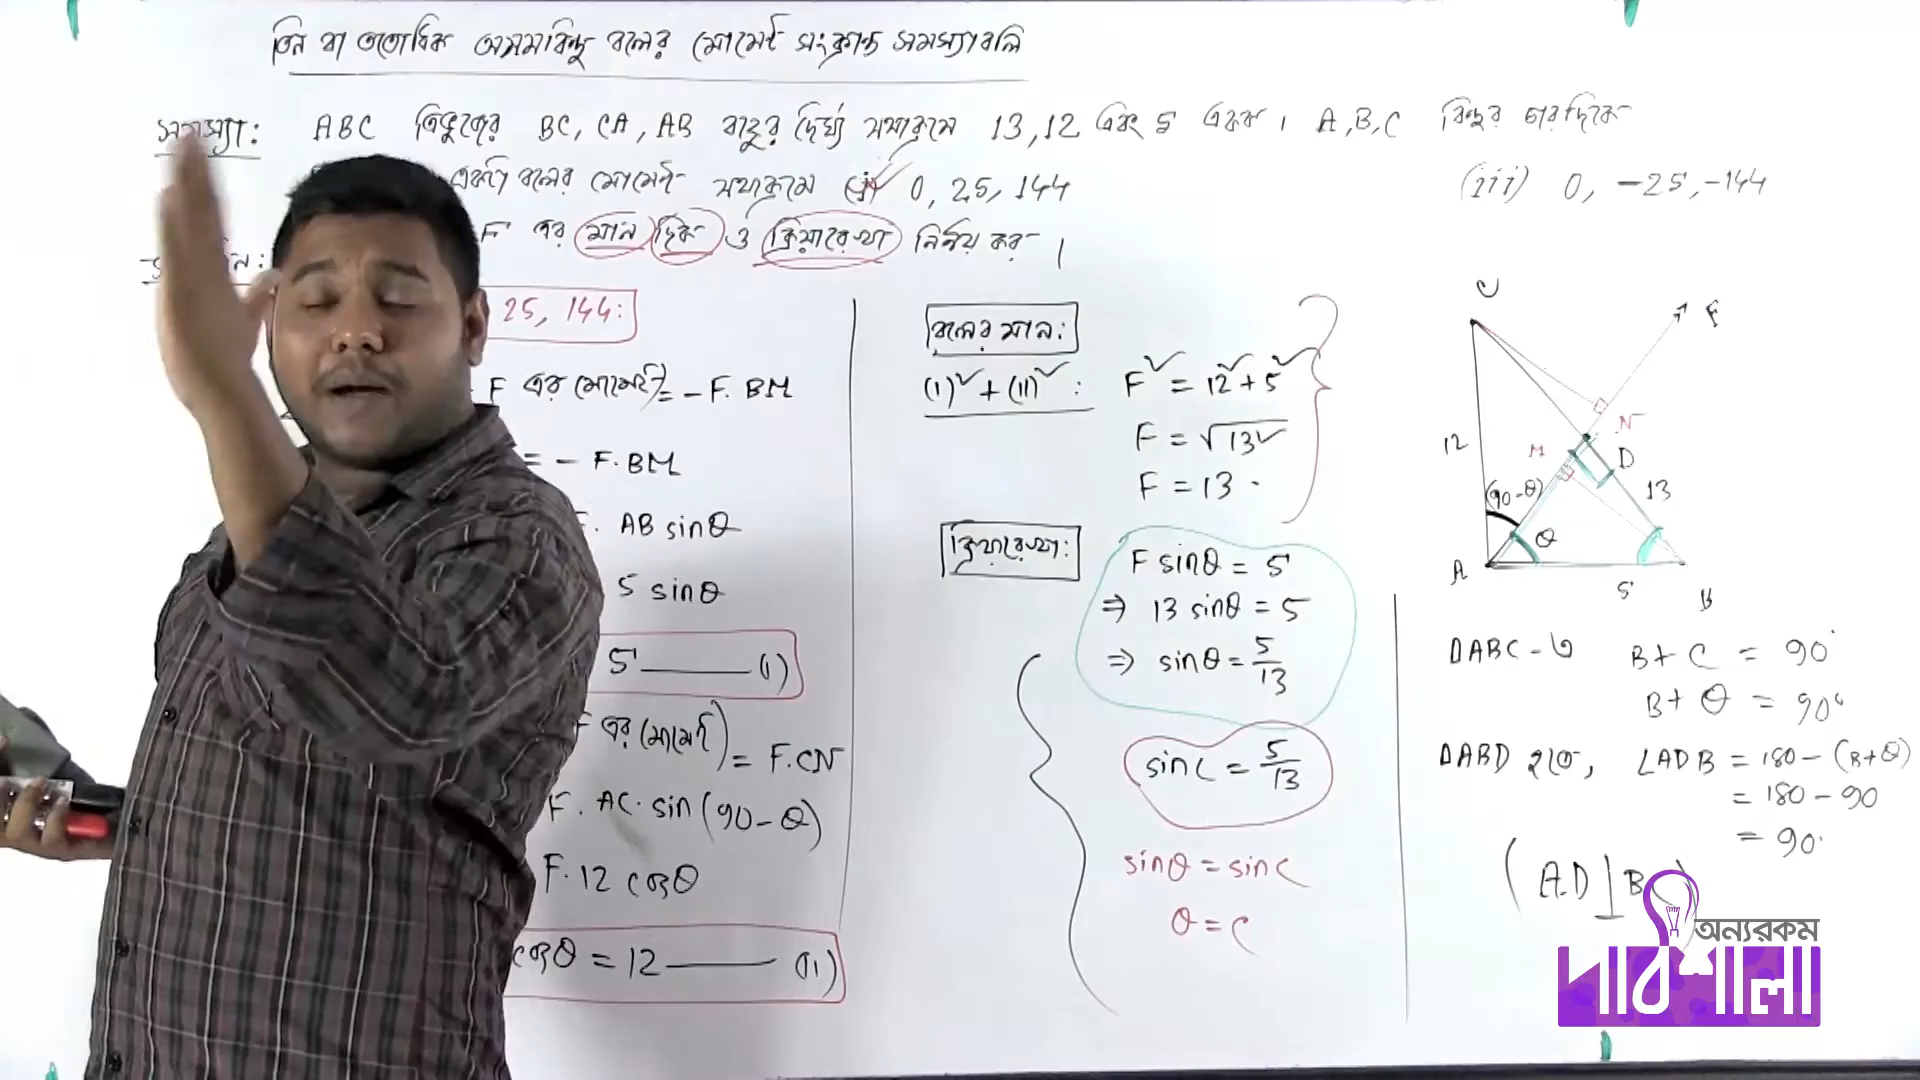 তিন বা ততোধিক অসমবিন্দু বলের মোমেন্ট সংক্রান্ত সমস্যাবলি
সমস্যা: ABC ত্রিভুজের BC, CA, AB বাহুর দৈর্ঘ্য যথাক্রমে 13, 12 এবং 5 একক। A, B, C বিন্দুর চারদিকে
একটা বলের মোমেন্ট যথাক্রমে 0, 25, 144 (iii) 0, -25, -144
F এর মান দিক ও ক্রিয়ারেখা নির্ণয় কর।
25, 144:
F এর মোমেন্ট) = - F. BM
= - F. BM
AB sinθ
5 sinθ
5 ——— (i)
এর মোমেন্ট) = F. CN
F. AC. sin (90 - θ)
F. 12 cosθ
cosθ = 12 ——— (ii)
বলের মান:
(i)² + (ii)² : F² = 12² + 5²
F = √13²
F = 13
ক্রিয়ারেখা:
F sinθ = 5
⇒ 13 sinθ = 5
⇒ sinθ = 5/13
sin C = 5/13
sinθ = sin C
θ = C
C
F
N
M
D
12
13
(90-θ)
θ
A
5
B
ΔABC - এ B + C = 90°
B + θ = 90°
ΔABD হতে, ∠ADB = 180 - (B+θ)
= 180 - 90
= 90°
(AD⊥BC)
অন্যরকম
পাঠশালা